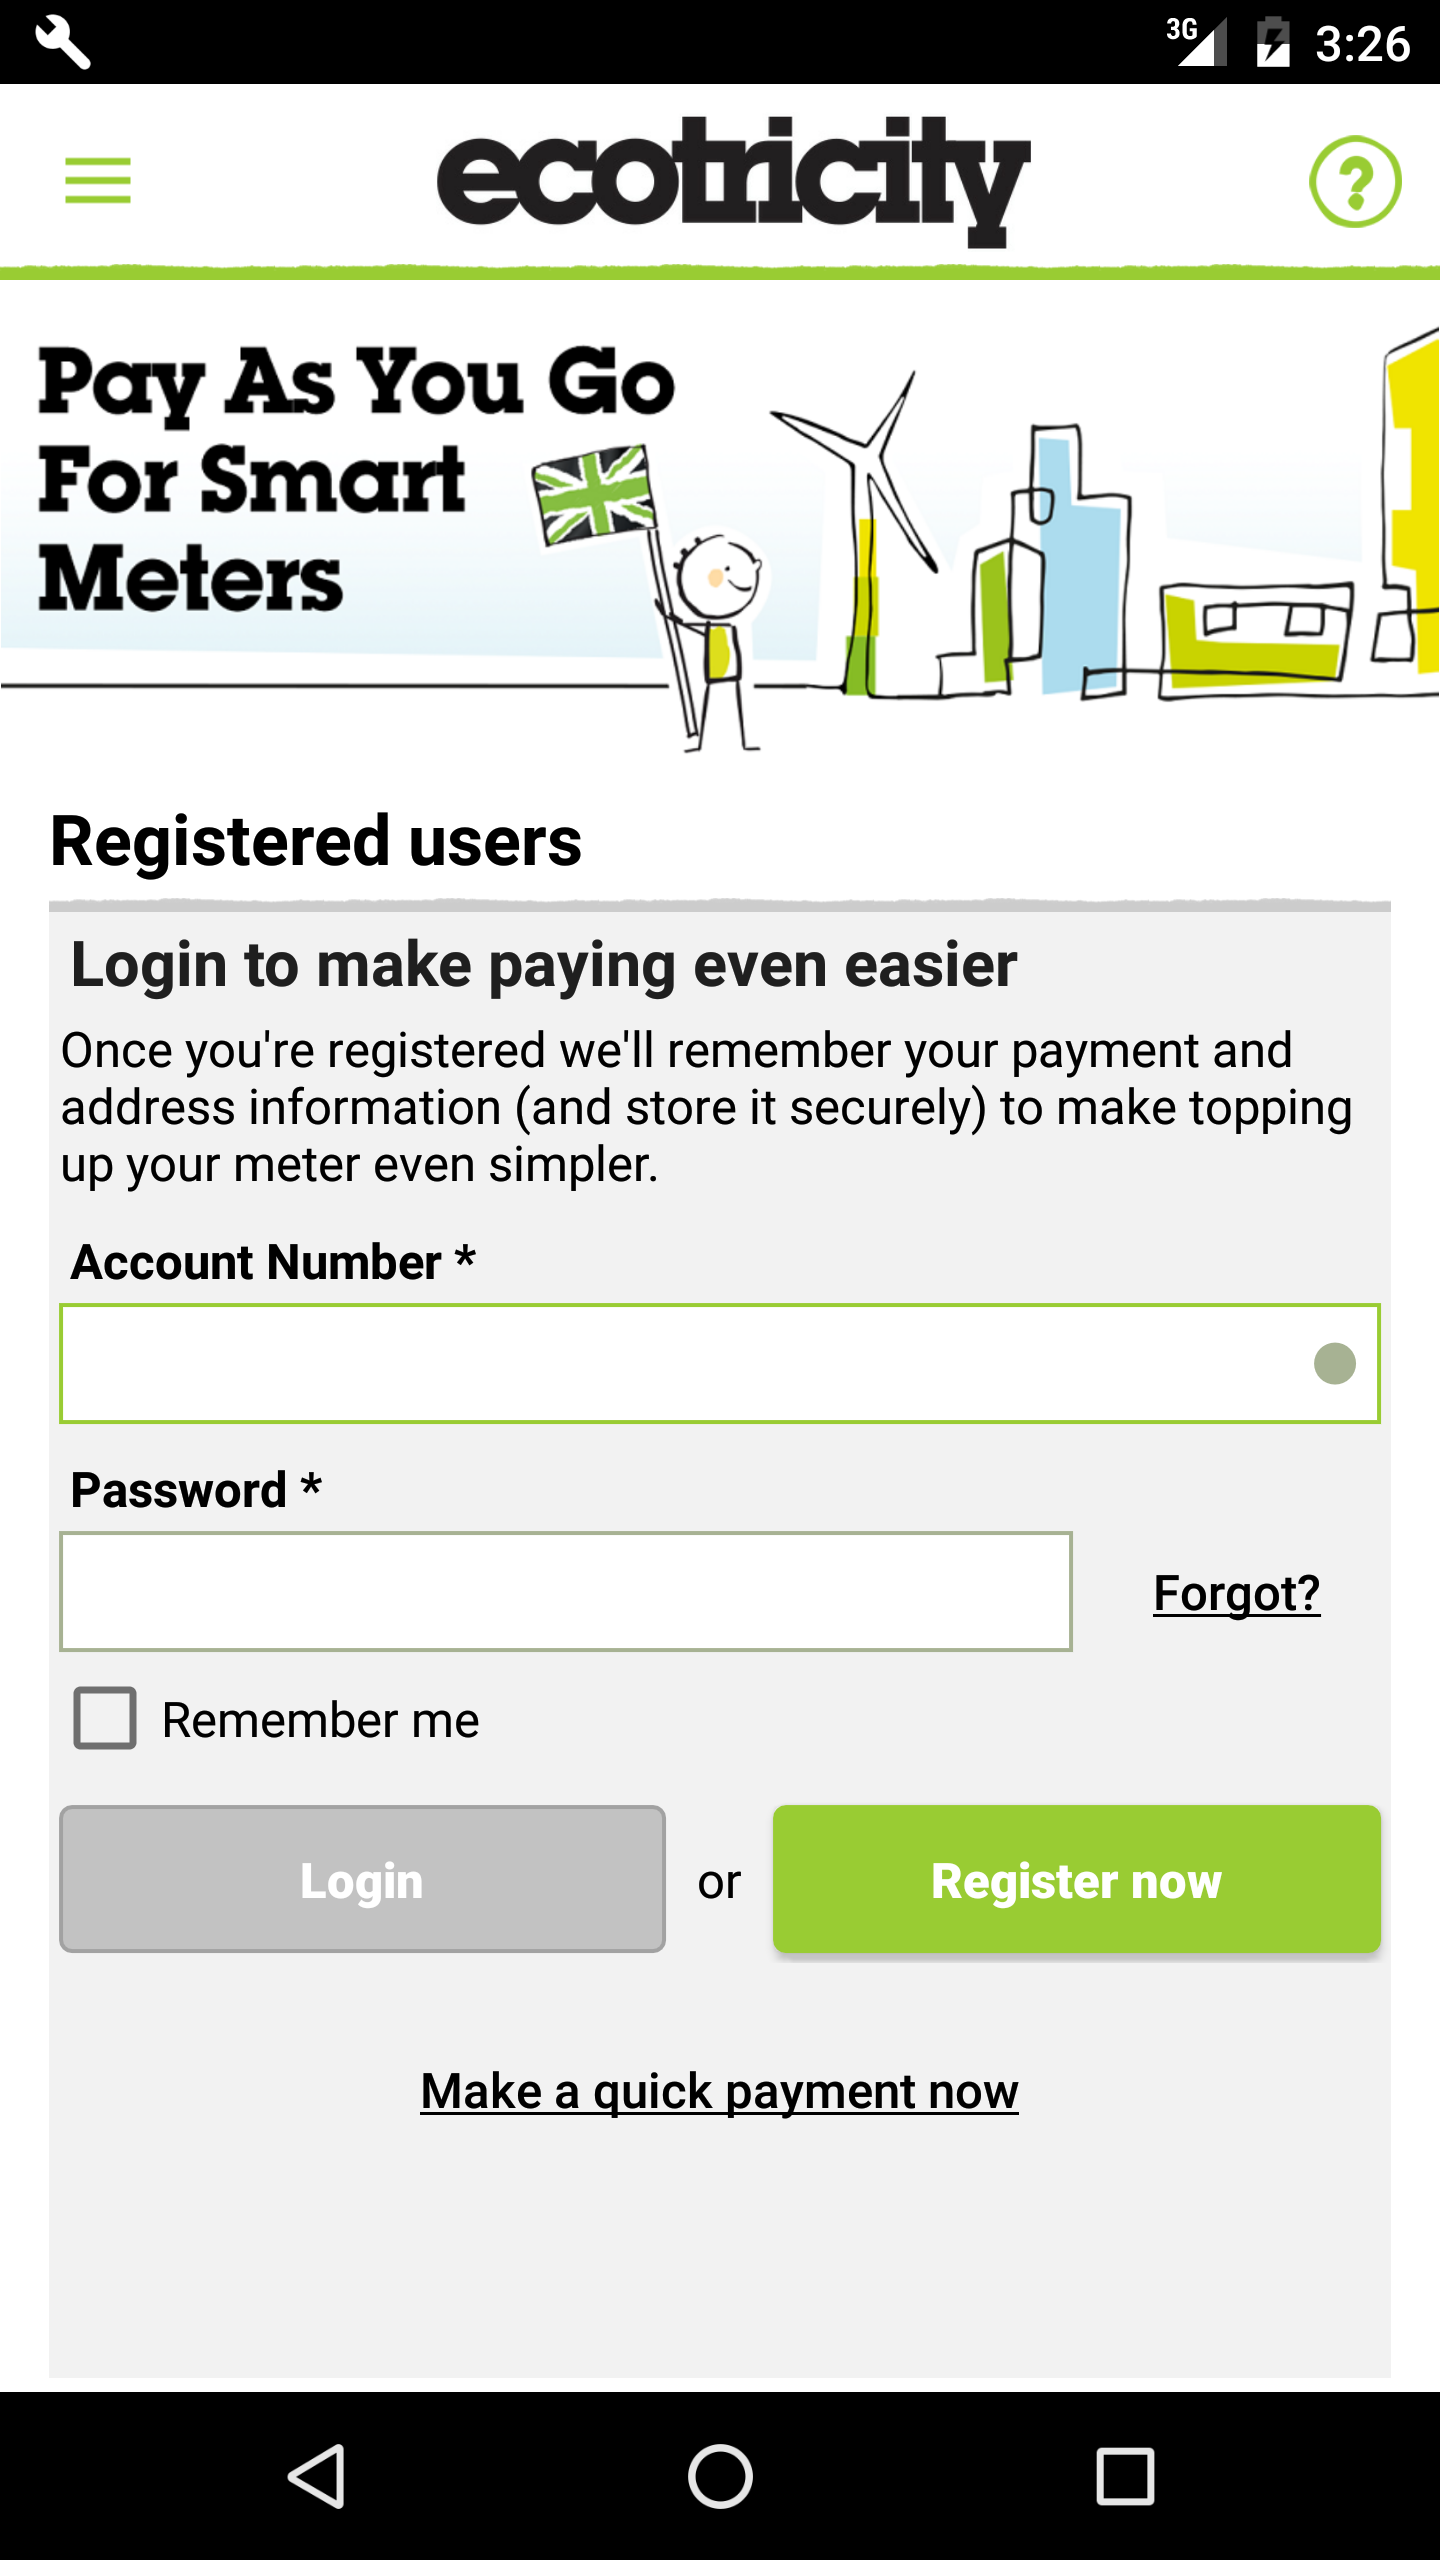 3G 3:26
ecotricity
?
Pay As You Go
For Smart
Meters
Registered users
Login to make paying even easier
Once you're registered we'll remember your payment and
address information (and store it securely) to make topping
up your meter even simpler.
Account Number *
Password *
Forgot?
Remember me
Login or Register now
Make a quick payment now